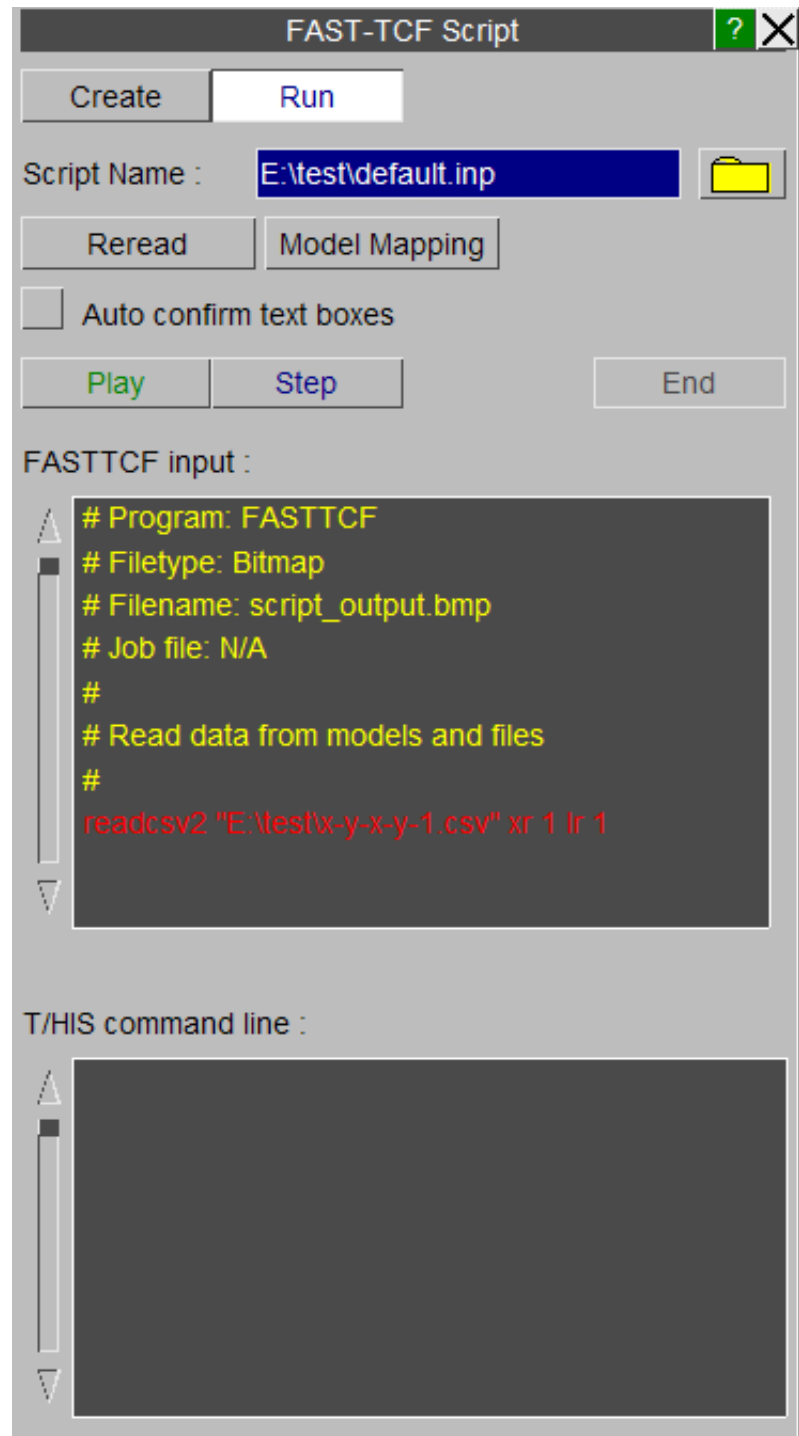 FAST-TCF Script ?
Create Run
Script Name : E:\test\default.inp
Reread Model Mapping
Auto confirm text boxes
Play Step End
FASTTCF input :
# Program: FASTTCF
# Filetype: Bitmap
# Filename: script_output.bmp
# Job file: N/A
#
# Read data from models and files
#
readcsv2 "E:\test\x-y-x-y-1.csv" xr 1 lr 1
T/HIS command line :